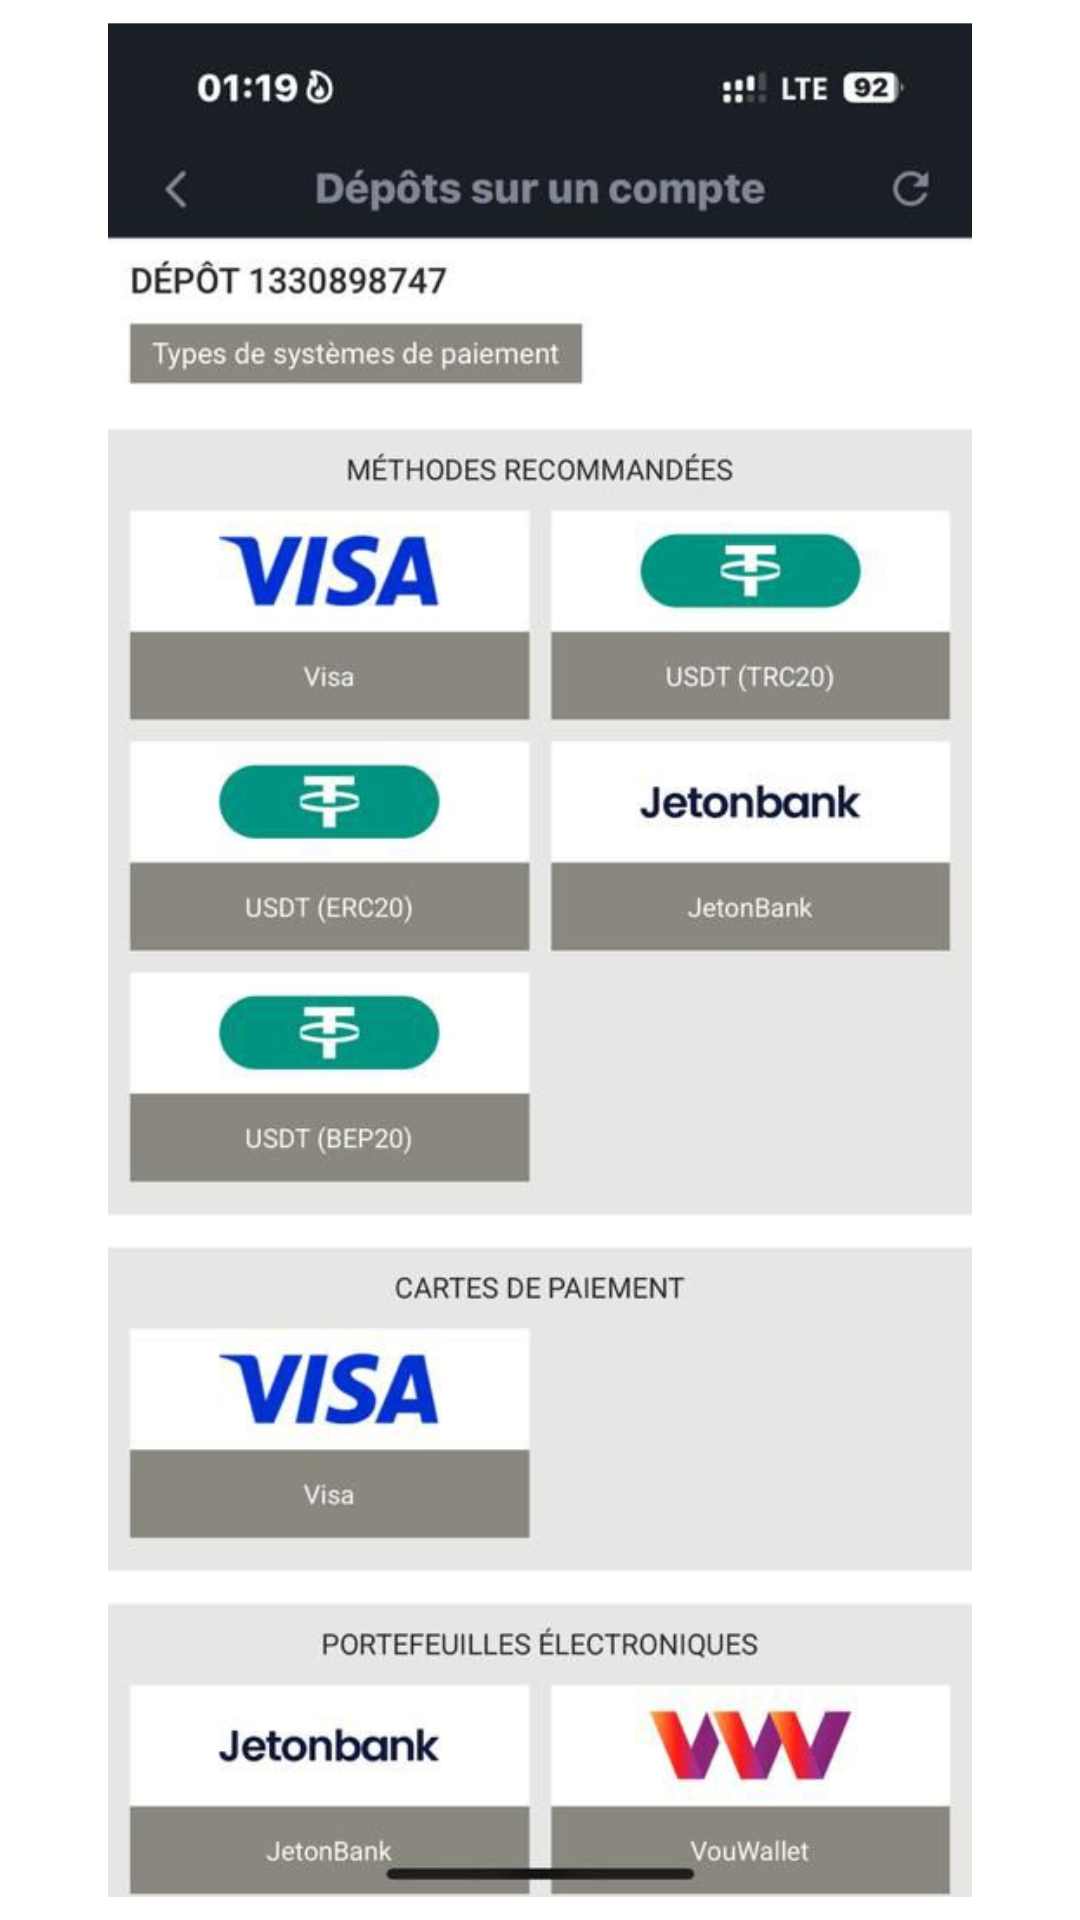 01:19 LTE 92
Dépôts sur un compte
DÉPÔT 1330898747
Types de systèmes de paiement
MÉTHODES RECOMMANDÉES
VISA
Visa
USDT (TRC20)
Jetonbank
USDT (ERC20)
JetonBank
USDT (BEP20)
CARTES DE PAIEMENT
VISA
Visa
PORTEFEUILLES ÉLECTRONIQUES
Jetonbank
JetonBank
VouWallet